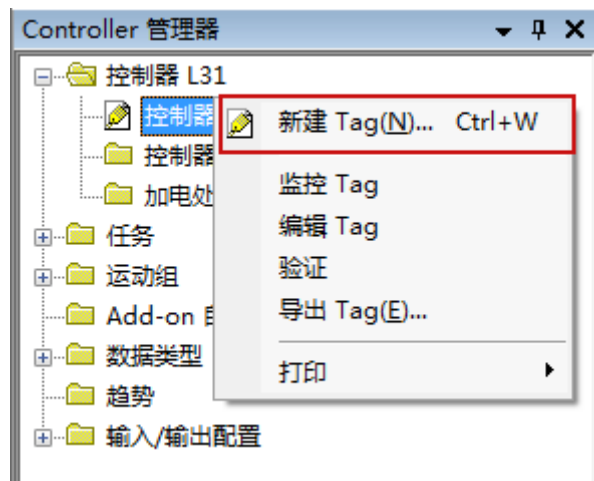 Controller 管理器
控制器 L31
控制器
新建 Tag(N)... Ctrl+W
控制器
加电处
监控 Tag
编辑 Tag
任务
验证
运动组
导出 Tag(E)...
Add-on
数据类型
打印
趋势
输入/输出配置